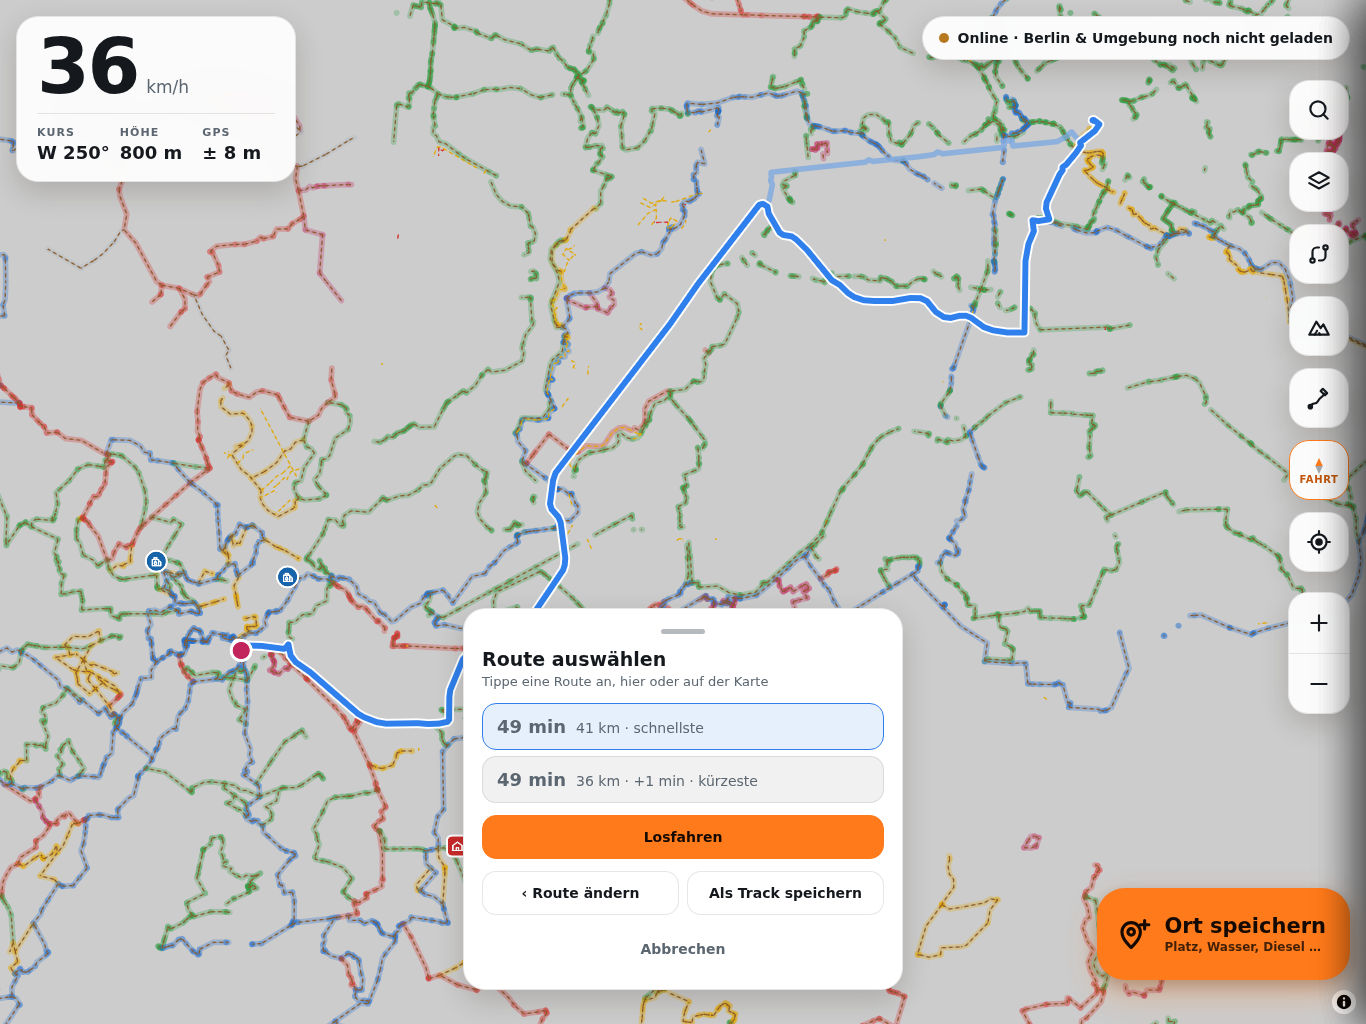 36 km/h
KURS HÖHE GPS
W 250° 800 m ± 8 m
Online · Berlin & Umgebung noch nicht geladen
FAHRT
Route auswählen
Tippe eine Route an, hier oder auf der Karte
49 min 41 km · schnellste
49 min 36 km · +1 min · kürzeste
Losfahren
‹ Route ändern Als Track speichern
Abbrechen
Ort speichern
Platz, Wasser, Diesel ...